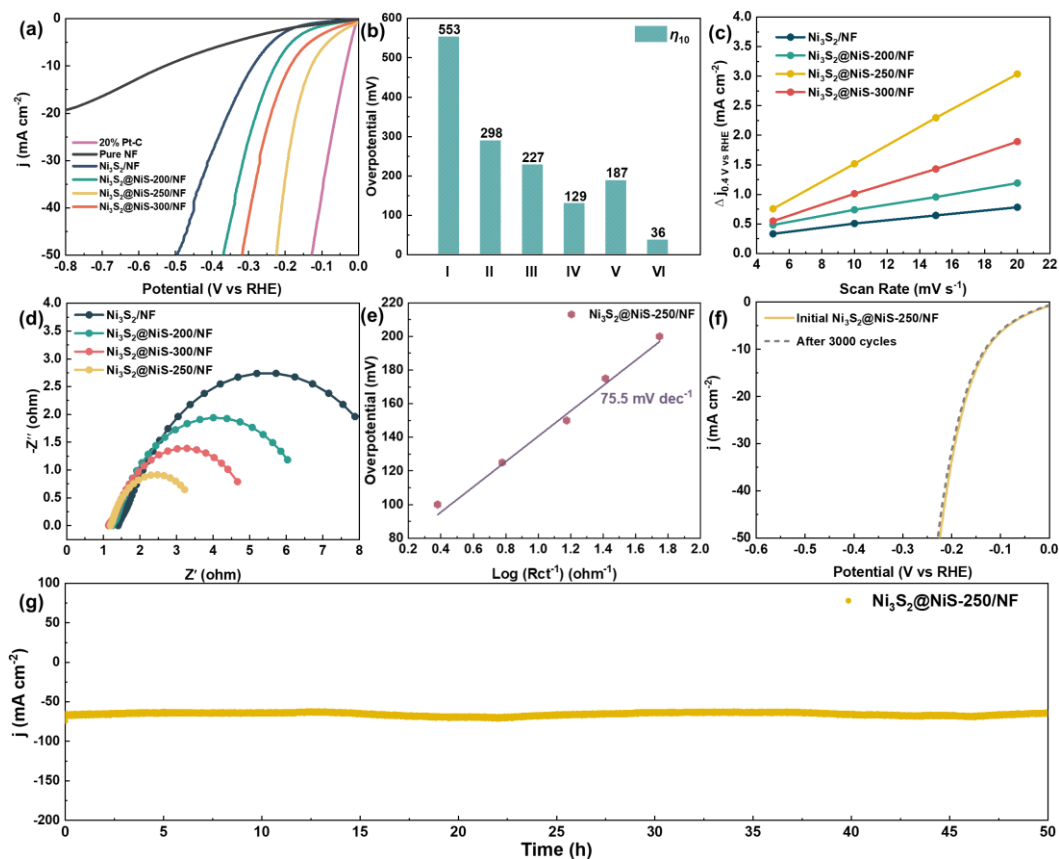 (a)
0
-10
-20
-30
-40
-50
j (mA cm⁻²)
20% Pt-C
Pure NF
Ni₃S₂/NF
Ni₃S₂@NiS-200/NF
Ni₃S₂@NiS-250/NF
Ni₃S₂@NiS-300/NF
-0.8 -0.7 -0.6 -0.5 -0.4 -0.3 -0.2 -0.1 0.0
Potential (V vs RHE)
(b)
η₁₀
600
500
400
300
200
100
0
Overpotential (mV)
553 298 227 129 187 36
I II III IV V VI
(c)
Ni₃S₂/NF
Ni₃S₂@NiS-200/NF
Ni₃S₂@NiS-250/NF
Ni₃S₂@NiS-300/NF
4.0
3.5
3.0
2.5
2.0
1.5
1.0
0.5
0.0
Δ j₀.₄ V vs RHE (mA cm⁻²)
4 6 8 10 12 14 16 18 20 22
Scan Rate (mV s⁻¹)
(d)
Ni₃S₂/NF
Ni₃S₂@NiS-200/NF
Ni₃S₂@NiS-300/NF
Ni₃S₂@NiS-250/NF
4.0
3.5
3.0
2.5
2.0
1.5
1.0
0.5
0.0
-Z'' (ohm)
0 1 2 3 4 5 6 7 8
Z' (ohm)
(e)
Ni₃S₂@NiS-250/NF
220
200
180
160
140
120
100
80
Overpotential (mV)
75.5 mV dec⁻¹
0.2 0.4 0.6 0.8 1.0 1.2 1.4 1.6 1.8 2.0
Log (Rct⁻¹) (ohm⁻¹)
(f)
Initial Ni₃S₂@NiS-250/NF
After 3000 cycles
0
-10
-20
-30
-40
-50
j (mA cm⁻²)
-0.6 -0.5 -0.4 -0.3 -0.2 -0.1 0.0
Potential (V vs RHE)
(g)
Ni₃S₂@NiS-250/NF
100
50
0
-50
-100
-150
-200
j (mA cm⁻²)
0 5 10 15 20 25 30 35 40 45 50
Time (h)